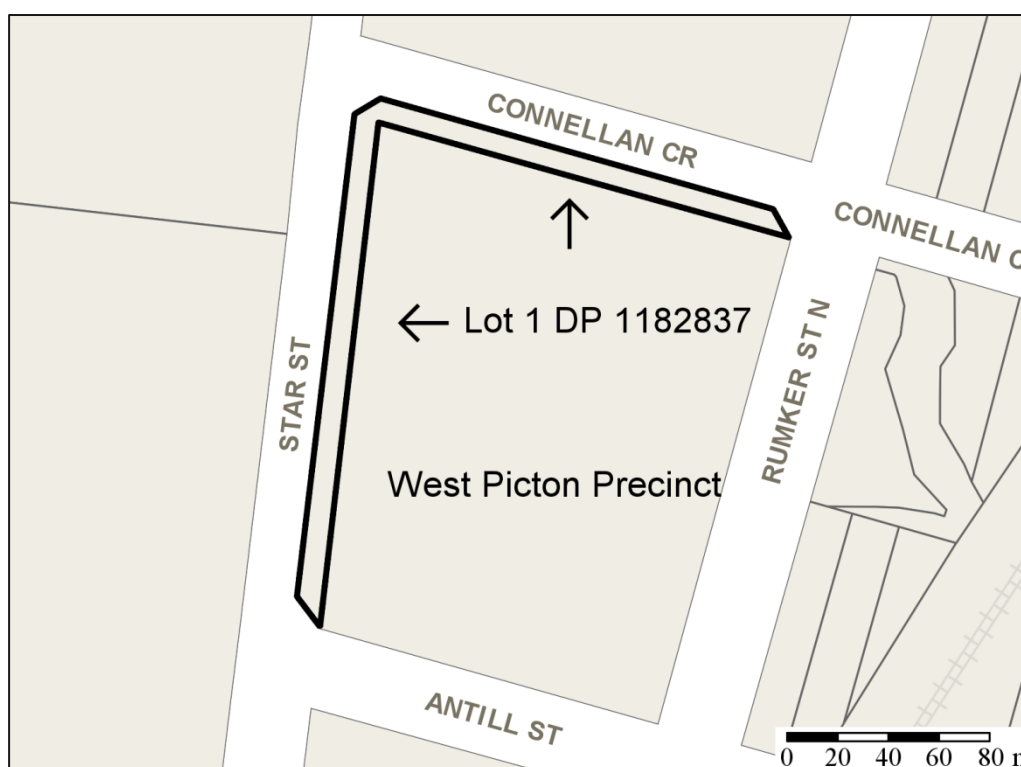 CONNELLAN CR
CONNELLAN C
Lot 1 DP 1182837
STAR ST
RUMKER ST N
West Picton Precinct
ANTILL ST
0 20 40 60 80 m